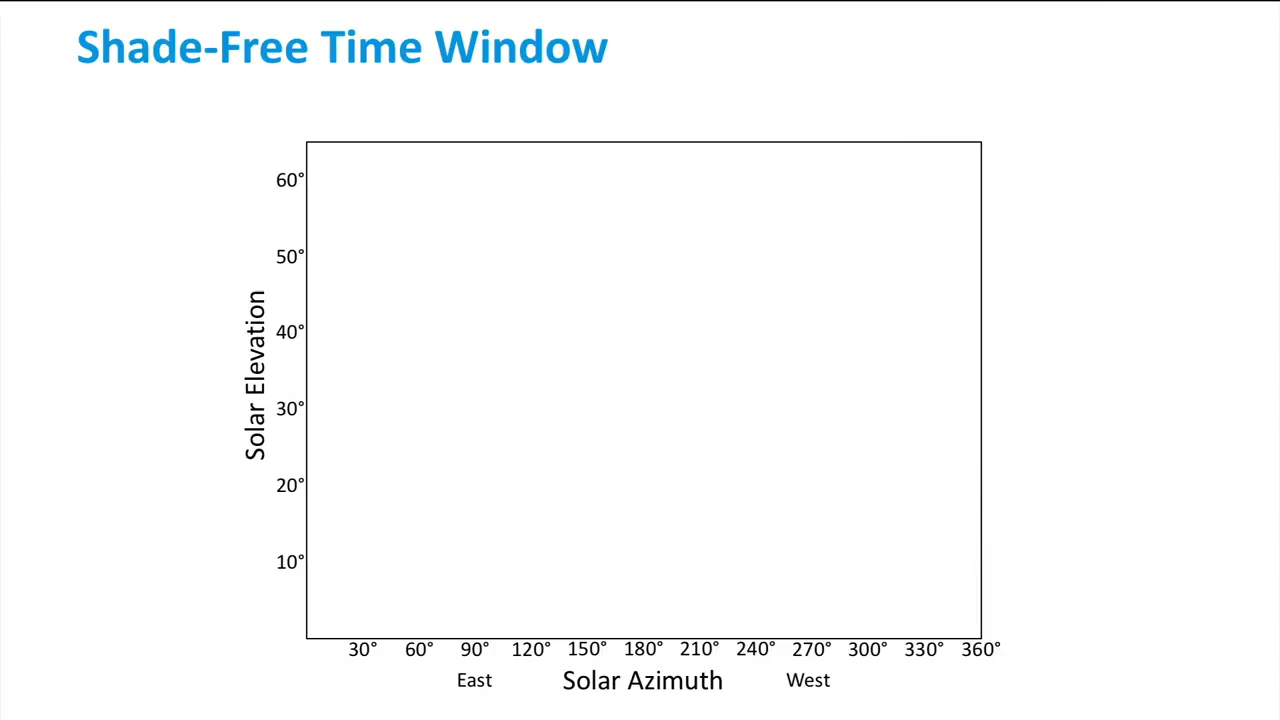 Shade-Free Time Window
60°
50°
40°
30°
20°
10°
Solar Elevation
30° 60° 90° 120° 150° 180° 210° 240° 270° 300° 330° 360°
East Solar Azimuth West